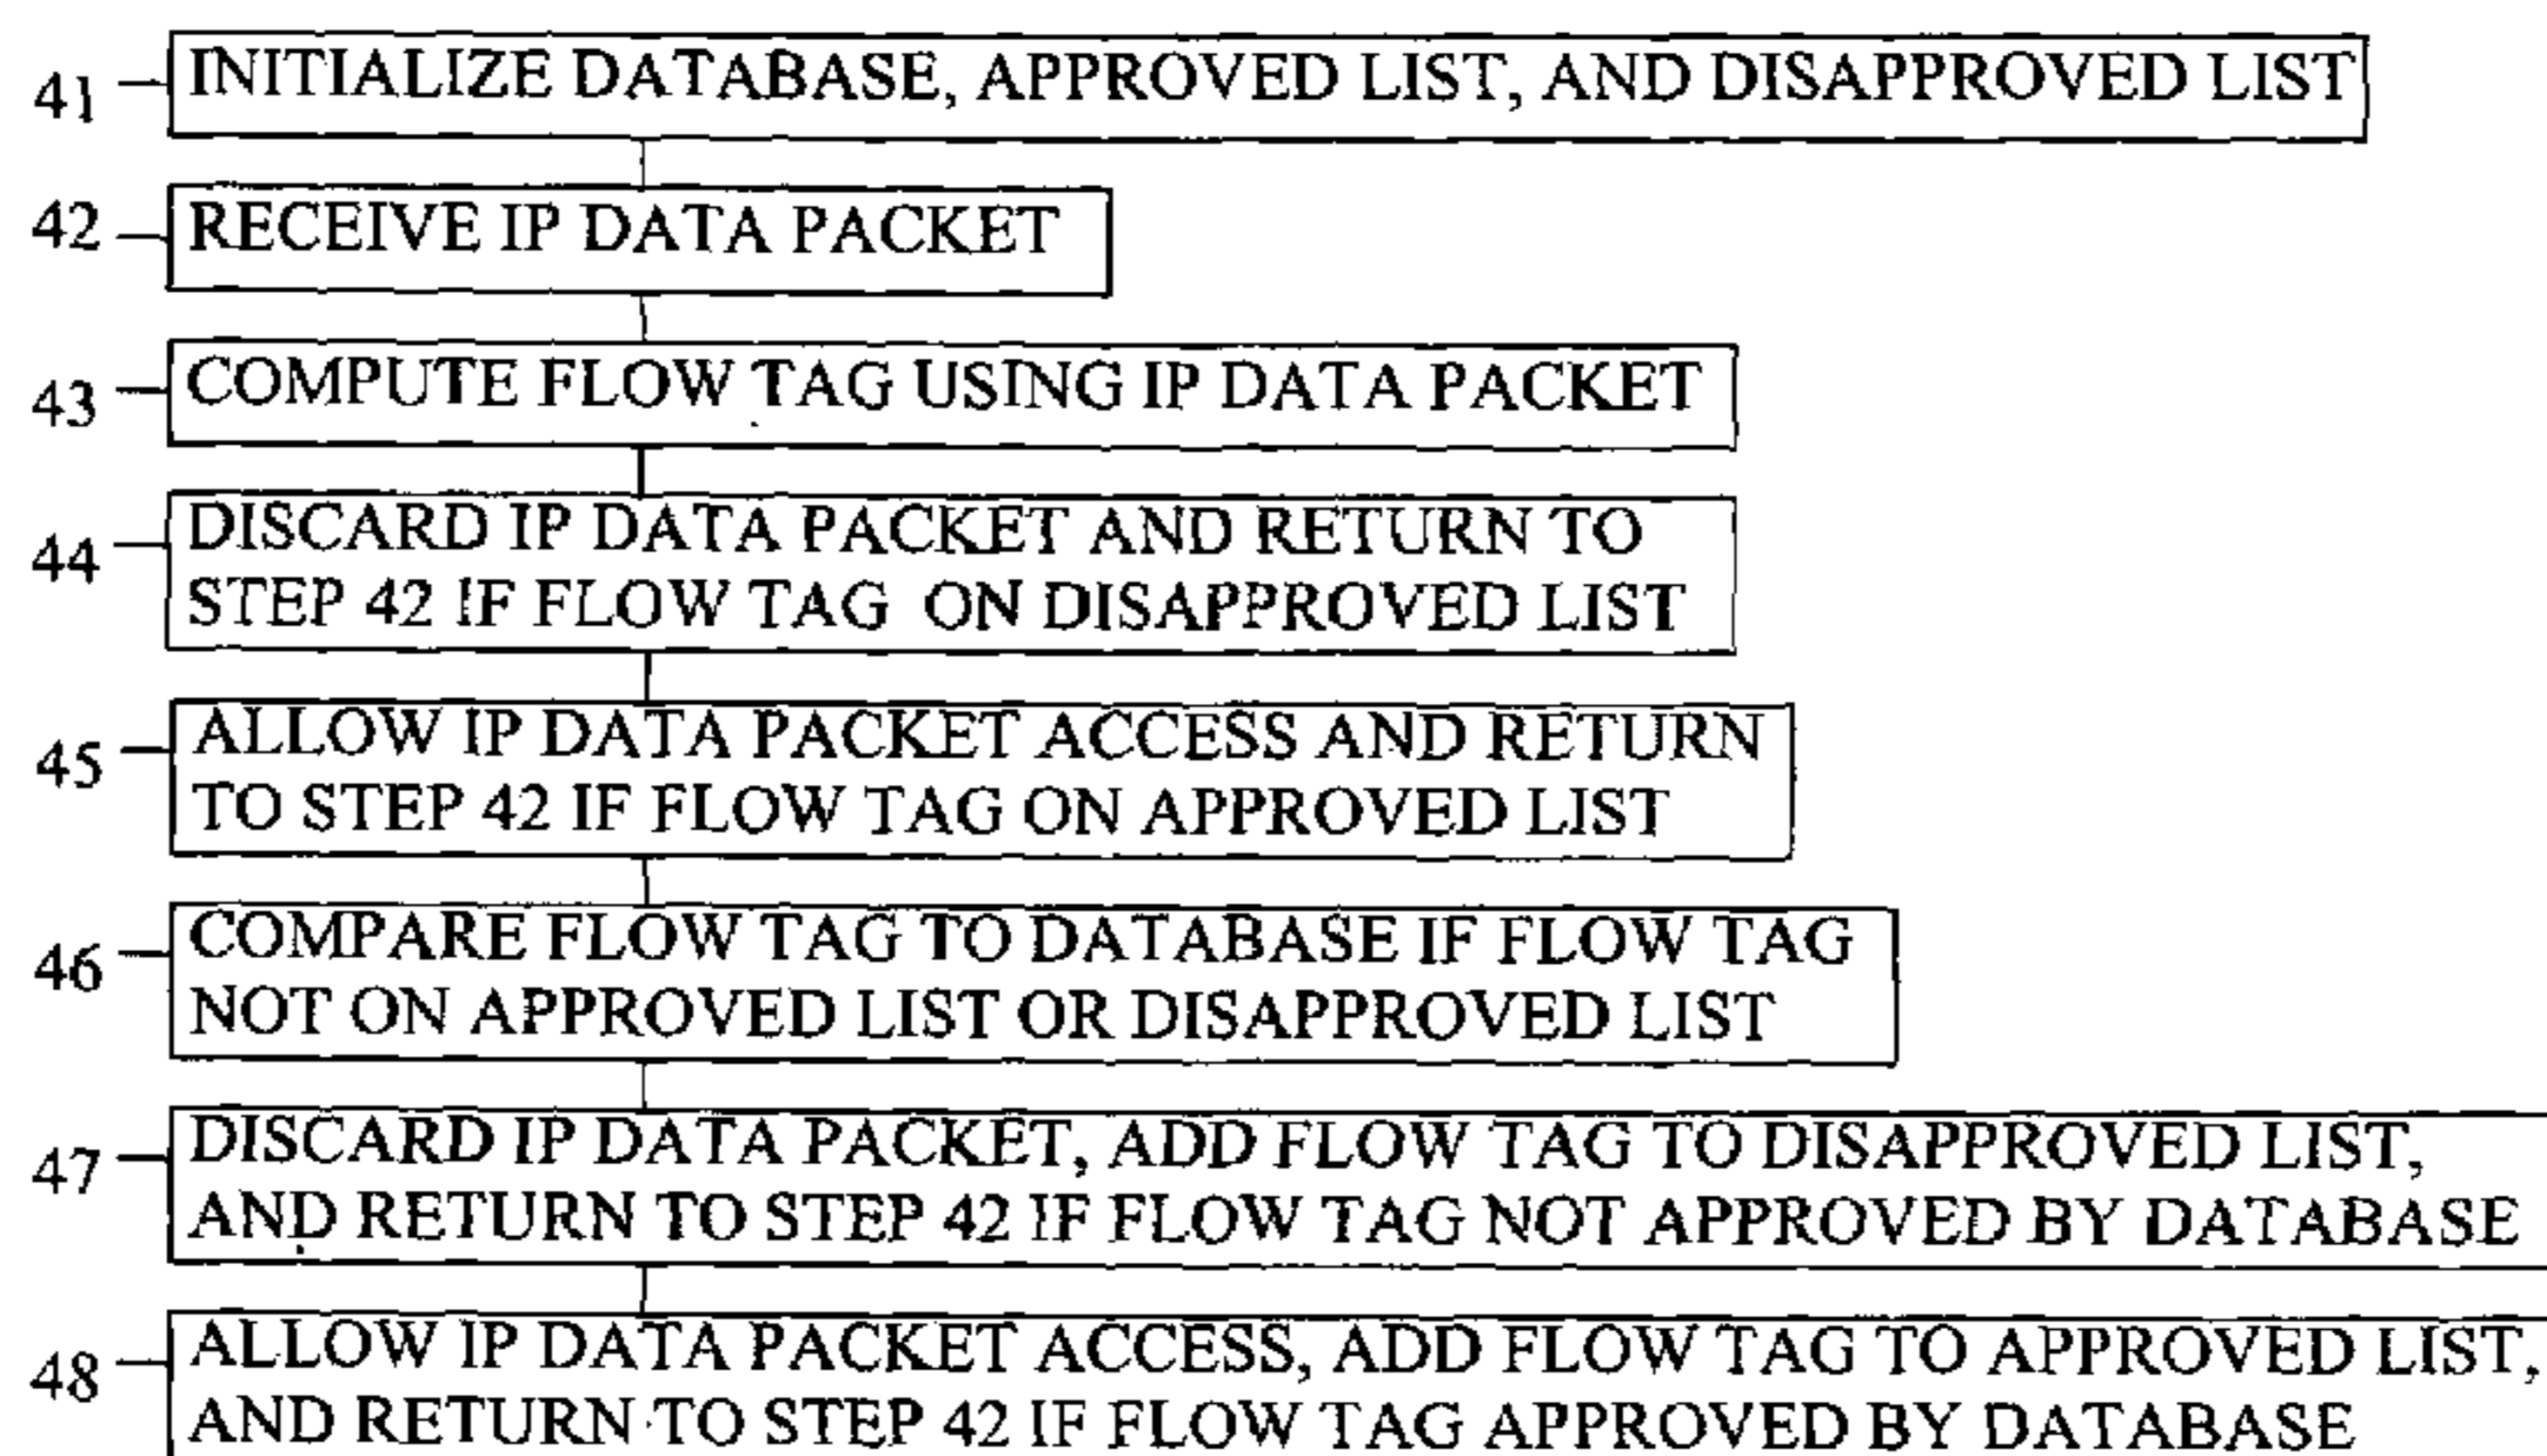 41 INITIALIZE DATABASE, APPROVED LIST, AND DISAPPROVED LIST
42 RECEIVE IP DATA PACKET
43 COMPUTE FLOW TAG USING IP DATA PACKET
44 DISCARD IP DATA PACKET AND RETURN TO
STEP 42 IF FLOW TAG ON DISAPPROVED LIST
45 ALLOW IP DATA PACKET ACCESS AND RETURN
TO STEP 42 IF FLOW TAG ON APPROVED LIST
46 COMPARE FLOW TAG TO DATABASE IF FLOW TAG
NOT ON APPROVED LIST OR DISAPPROVED LIST
47 DISCARD IP DATA PACKET, ADD FLOW TAG TO DISAPPROVED LIST,
AND RETURN TO STEP 42 IF FLOW TAG NOT APPROVED BY DATABASE
48 ALLOW IP DATA PACKET ACCESS, ADD FLOW TAG TO APPROVED LIST,
AND RETURN TO STEP 42 IF FLOW TAG APPROVED BY DATABASE